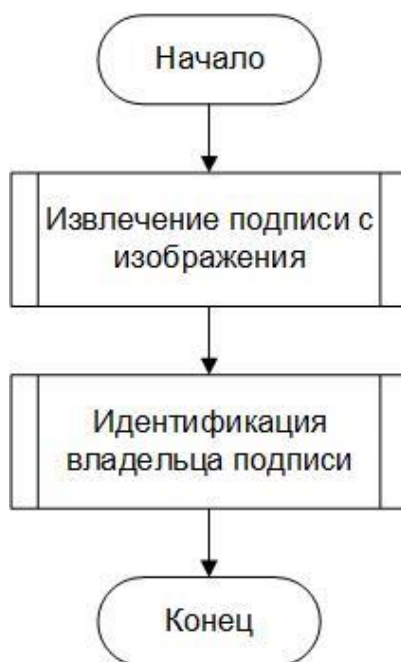 Начало
Извлечение подписи с
изображения
Идентификация
владельца подписи
Конец